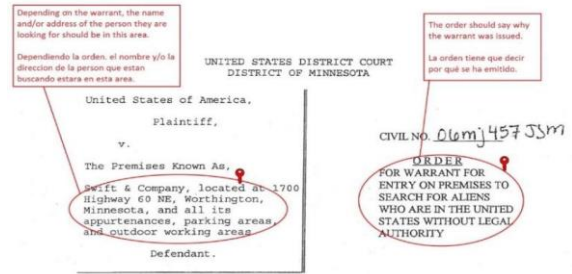 Depending on the warrant, the name
and/or address of the person they are
looking for should be in this area.
Dependiendo la orden. el nombre y/o la
direccion de la person que estan
buscando estara en esta area.
The order should say why
the warrant was issued.
La orden tiene que decir
por qué se ha emitido.
UNITED STATES DISTRICT COURT
DISTRICT OF MINNESOTA
United States of America,
Plaintiff,
v.
The Premises Known As,
Swift & Company, located at 1700
Highway 60 NE, Worthington,
Minnesota, and all its
appurtenances, parking areas,
and outdoor working areas
Defendant.
CIVIL NO. 06mj457 JSM
ORDER
FOR WARRANT FOR
ENTRY ON PREMISES TO
SEARCH FOR ALIENS
WHO ARE IN THE UNITED
STATES WITHOUT LEGAL
AUTHORITY